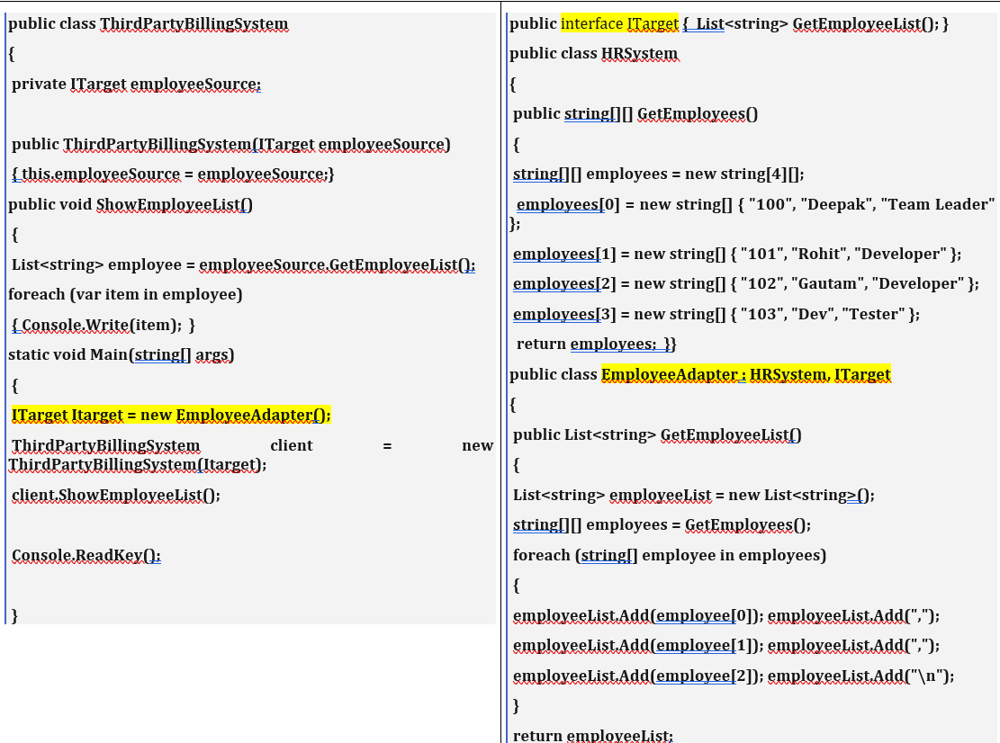 public class ThirdPartyBillingSystem
{
private ITarget employeeSource;
public ThirdPartyBillingSystem(ITarget employeeSource)
{ this.employeeSource = employeeSource;}
public void ShowEmployeeList()
{
List<string> employee = employeeSource.GetEmployeeList();
foreach (var item in employee)
{ Console.Write(item); }
static void Main(string[] args)
{
ITarget Itarget = new EmployeeAdapter();
ThirdPartyBillingSystem client = new
ThirdPartyBillingSystem(Itarget);
client.ShowEmployeeList();
Console.ReadKey();
}
public interface ITarget { List<string> GetEmployeeList(); }
public class HRSystem
{
public string[][] GetEmployees()
{
string[][] employees = new string[4][];
employees[0] = new string[] { "100", "Deepak", "Team Leader"
};
employees[1] = new string[] { "101", "Rohit", "Developer" };
employees[2] = new string[] { "102", "Gautam", "Developer" };
employees[3] = new string[] { "103", "Dev", "Tester" };
return employees; }}
public class EmployeeAdapter : HRSystem, ITarget
{
public List<string> GetEmployeeList()
{
List<string> employeeList = new List<string>();
string[][] employees = GetEmployees();
foreach (string[] employee in employees)
{
employeeList.Add(employee[0]); employeeList.Add(",");
employeeList.Add(employee[1]); employeeList.Add(",");
employeeList.Add(employee[2]); employeeList.Add("\n");
}
return employeeList;